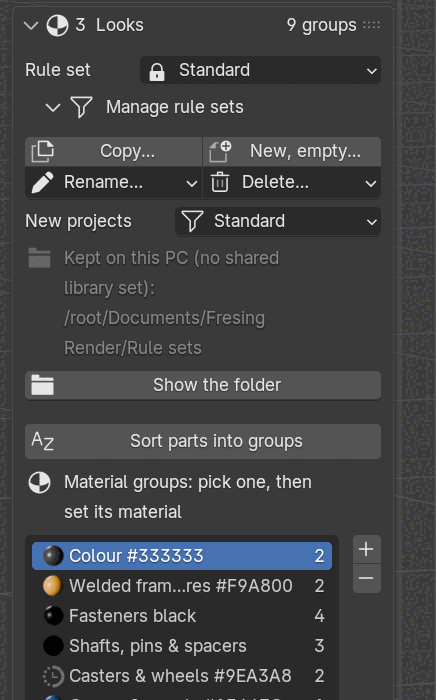 3 Looks 9 groups
Rule set Standard
Manage rule sets
Copy... New, empty...
Rename... Delete...
New projects Standard
Kept on this PC (no shared
library set):
/root/Documents/Fresing
Render/Rule sets
Show the folder
AZ Sort parts into groups
Material groups: pick one, then
set its material
Colour #333333 2
Welded fram...res #F9A800 2
Fasteners black 4
Shafts, pins & spacers 3
Casters & wheels #9EA3A8 2